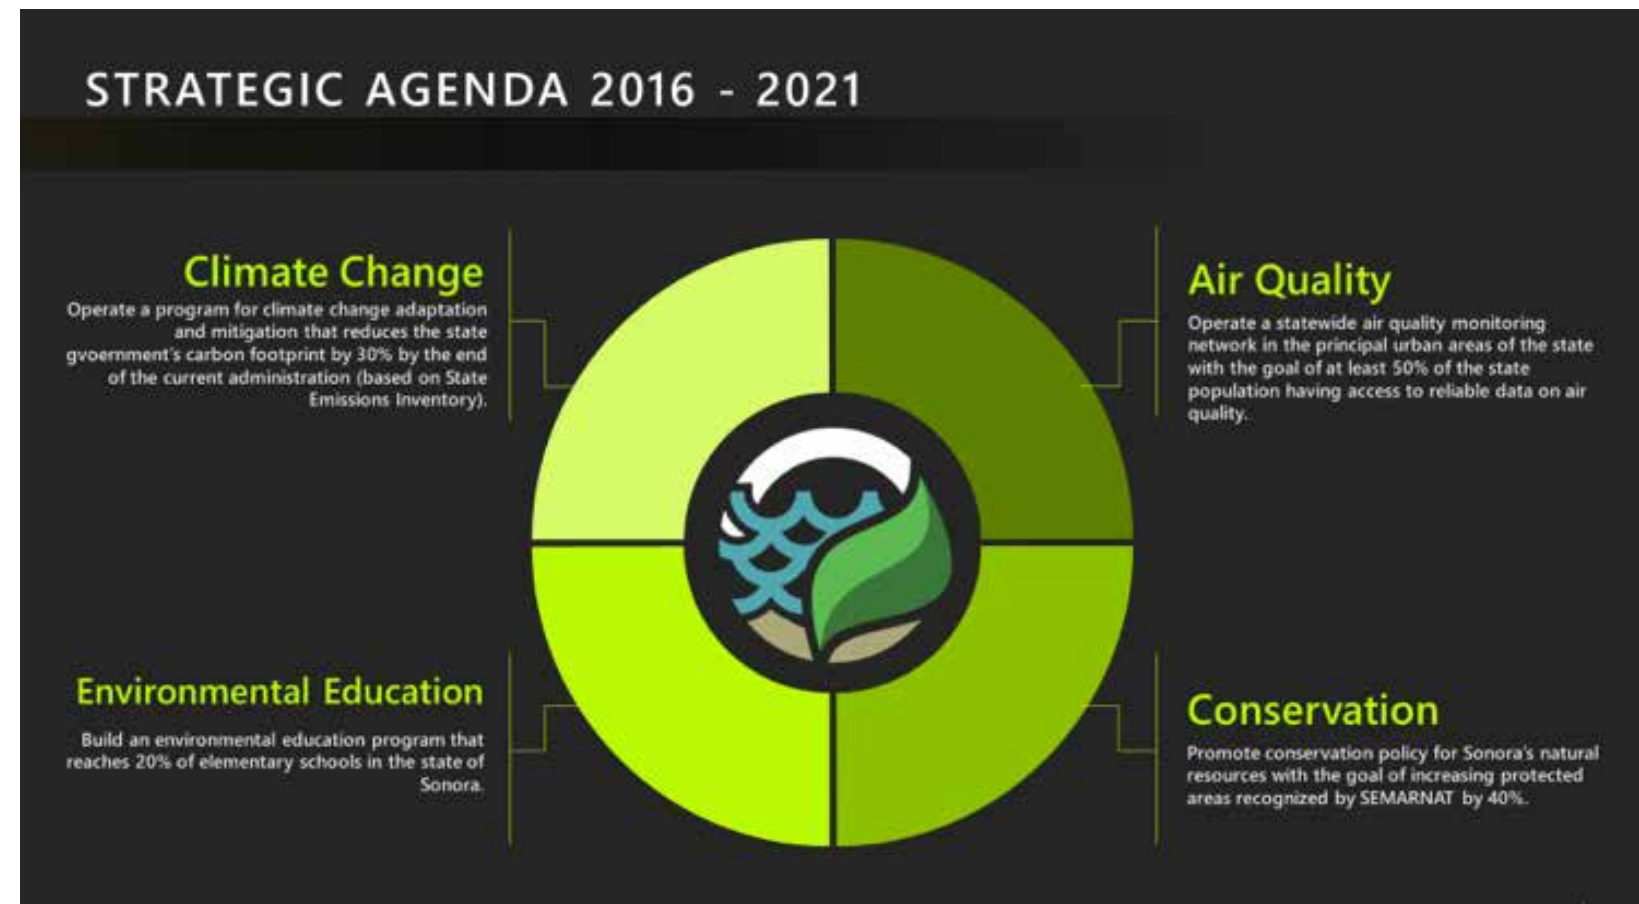 STRATEGIC AGENDA 2016 - 2021
Climate Change
Operate a program for climate change adaptation
and mitigation that reduces the state
gvoernment's carbon footprint by 30% by the end
of the current administration (based on State
Emissions Inventory).
Air Quality
Operate a statewide air quality monitoring
network in the principal urban areas of the state
with the goal of at least 50% of the state
population having access to reliable data on air
quality.
Environmental Education
Build an environmental education program that
reaches 20% of elementary schools in the state of
Sonora.
Conservation
Promote conservation policy for Sonora's natural
resources with the goal of increasing protected
areas recognized by SEMARNAT by 40%.